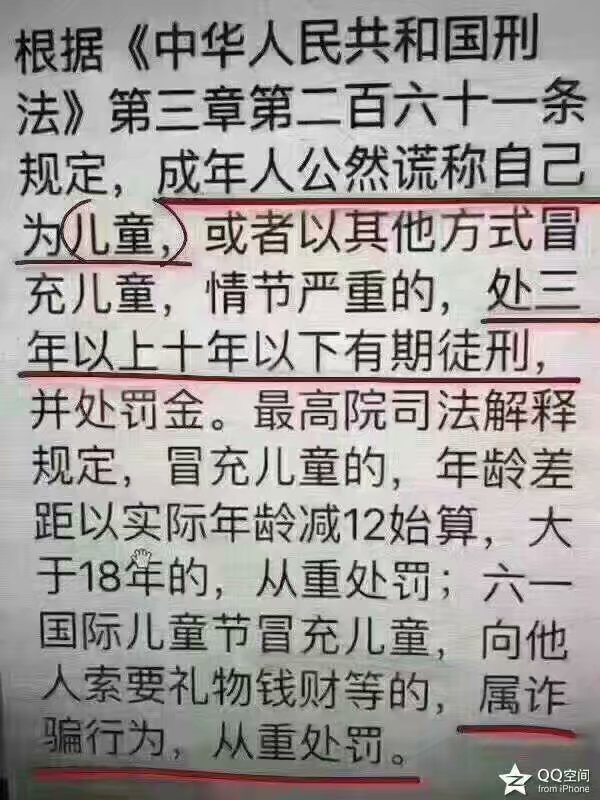 根据《中华人民共和国刑
法》第三章第二百六十一条
规定，成年人公然谎称自己
为儿童，或者以其他方式冒
充儿童，情节严重的，处三
年以上十年以下有期徒刑，
并处罚金。最高院司法解释
规定，冒充儿童的，年龄差
距以实际年龄减12始算，大
于18年的，从重处罚；六一
国际儿童节冒充儿童，向他
人索要礼物钱财等的，属诈
骗行为，从重处罚。
QQ空间
from iPhone